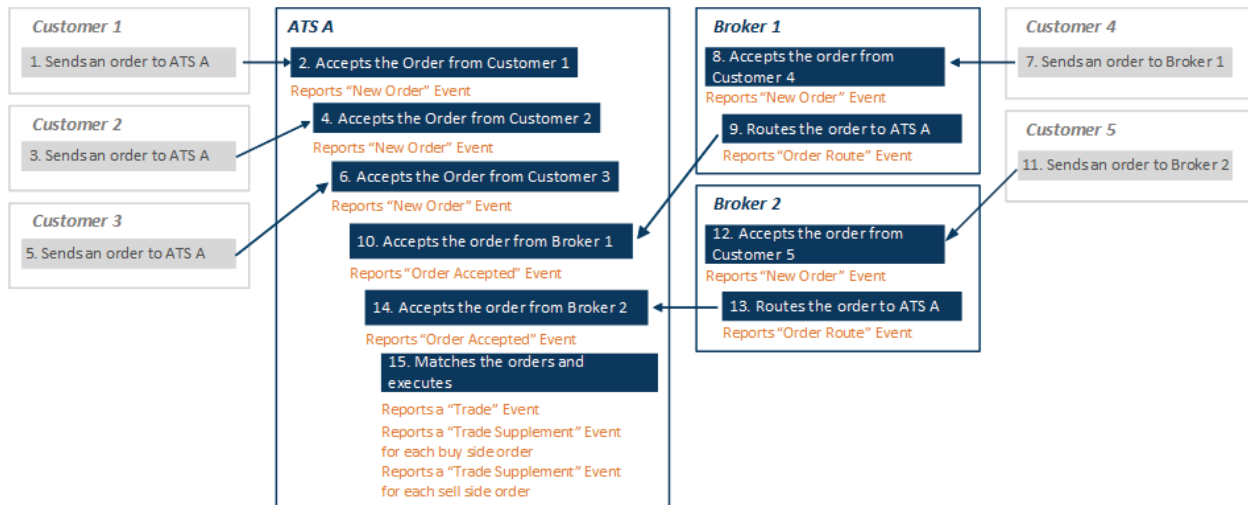 Customer 1
1. Sends an order to ATS A
Customer 2
3. Sends an order to ATS A
Customer 3
5. Sends an order to ATS A
ATS A
2. Accepts the Order from Customer 1
Reports “New Order” Event
4. Accepts the Order from Customer 2
Reports “New Order” Event
6. Accepts the Order from Customer 3
Reports “New Order” Event
10. Accepts the order from Broker 1
Reports “Order Accepted” Event
14. Accepts the order from Broker 2
Reports “Order Accepted” Event
15. Matches the orders and
executes
Reports a “Trade” Event
Reports a “Trade Supplement” Event
for each buy side order
Reports a “Trade Supplement” Event
for each sell side order
Broker 1
8. Accepts the order from
Customer 4
Reports “New Order” Event
9. Routes the order to ATS A
Reports “Order Route” Event
Broker 2
12. Accepts the order from
Customer 5
Reports “New Order” Event
13. Routes the order to ATS A
Reports “Order Route” Event
Customer 4
7. Sends an order to Broker 1
Customer 5
11. Sends an order to Broker 2